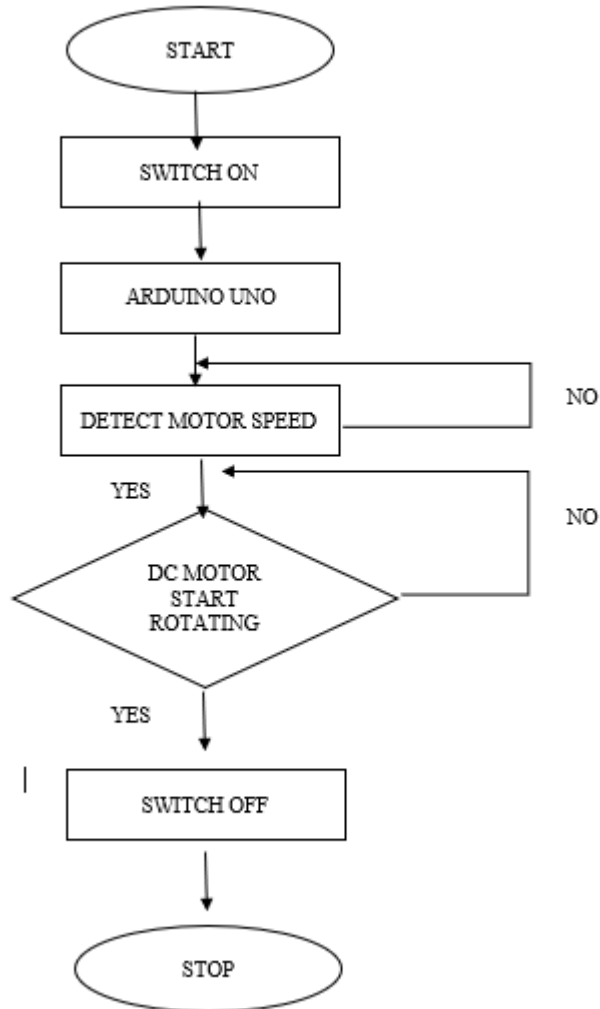 START
SWITCH ON
ARDUINO UNO
DETECT MOTOR SPEED
NO
YES
NO
DC MOTOR
START
ROTATING
YES
SWITCH OFF
STOP